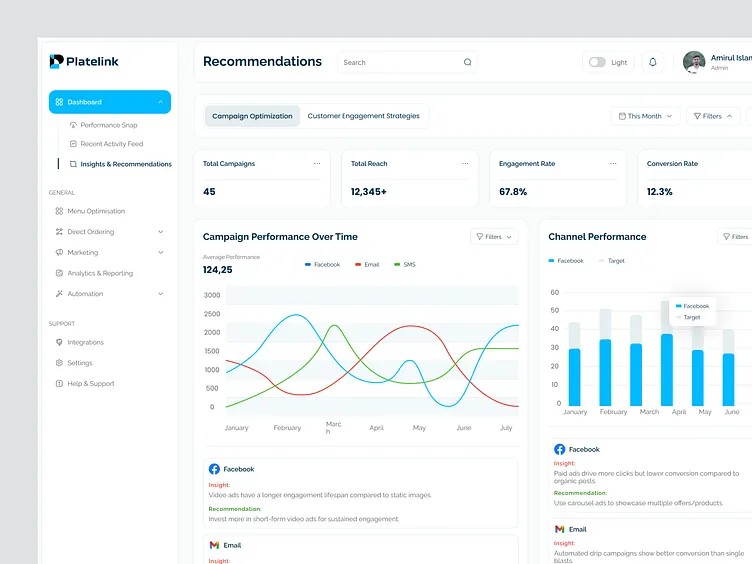 Platelink
Recommendations
Search
Light
Amirul Islan
Admin
Dashboard
Performance Snap
Recent Activity Feed
Insights & Recommendations
GENERAL
Menu Optimisation
Direct Ordering
Marketing
Analytics & Reporting
Automation
SUPPORT
Integrations
Settings
Help & Support
Campaign Optimization
Customer Engagement Strategies
This Month
Filters
Total Campaigns
45
Total Reach
12,345+
Engagement Rate
67.8%
Conversion Rate
12.3%
Campaign Performance Over Time
Filters
Average Performance
124,25
Facebook
Email
SMS
3000
2500
2000
1500
1000
500
0
January
February
Marc
h
April
May
June
July
Facebook
Insight:
Video ads have a longer engagement lifespan compared to static images.
Recommendation:
Invest more in short-form video ads for sustained engagement.
Email
Insight:
Channel Performance
Filters
Facebook
Target
60
50
40
30
20
10
0
Facebook
Target
January
February
March
April
May
June
Facebook
Insight:
Paid ads drive more clicks but lower conversion compared to
organic posts.
Recommendation:
Use carousel ads to showcase multiple offers/products.
Email
Insight:
Automated drip campaigns show better conversion than single
blasts.